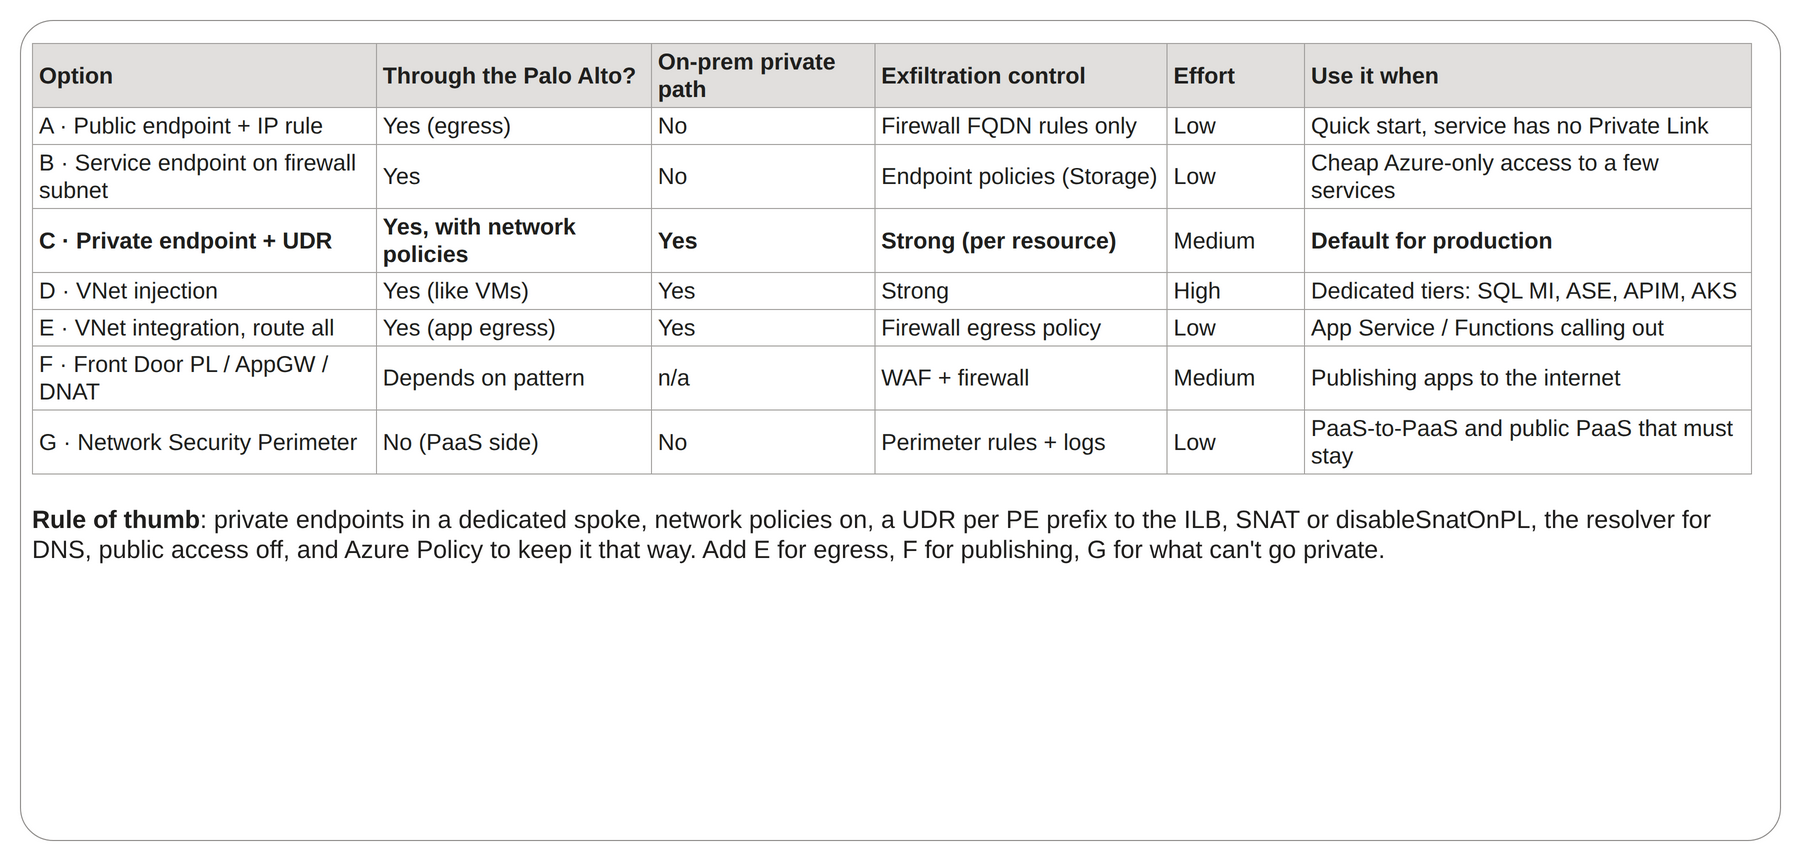 Option
Through the Palo Alto?
On-prem private
path
Exfiltration control
Effort
Use it when
A · Public endpoint + IP rule
Yes (egress)
No
Firewall FQDN rules only
Low
Quick start, service has no Private Link
B · Service endpoint on firewall
subnet
Yes
No
Endpoint policies (Storage)
Low
Cheap Azure-only access to a few
services
C · Private endpoint + UDR
Yes, with network
policies
Yes
Strong (per resource)
Medium
Default for production
D · VNet injection
Yes (like VMs)
Yes
Strong
High
Dedicated tiers: SQL MI, ASE, APIM, AKS
E · VNet integration, route all
Yes (app egress)
Yes
Firewall egress policy
Low
App Service / Functions calling out
F · Front Door PL / AppGW /
DNAT
Depends on pattern
n/a
WAF + firewall
Medium
Publishing apps to the internet
G · Network Security Perimeter
No (PaaS side)
No
Perimeter rules + logs
Low
PaaS-to-PaaS and public PaaS that must
stay
Rule of thumb: private endpoints in a dedicated spoke, network policies on, a UDR per PE prefix to the ILB, SNAT or disableSnatOnPL, the resolver for
DNS, public access off, and Azure Policy to keep it that way. Add E for egress, F for publishing, G for what can't go private.